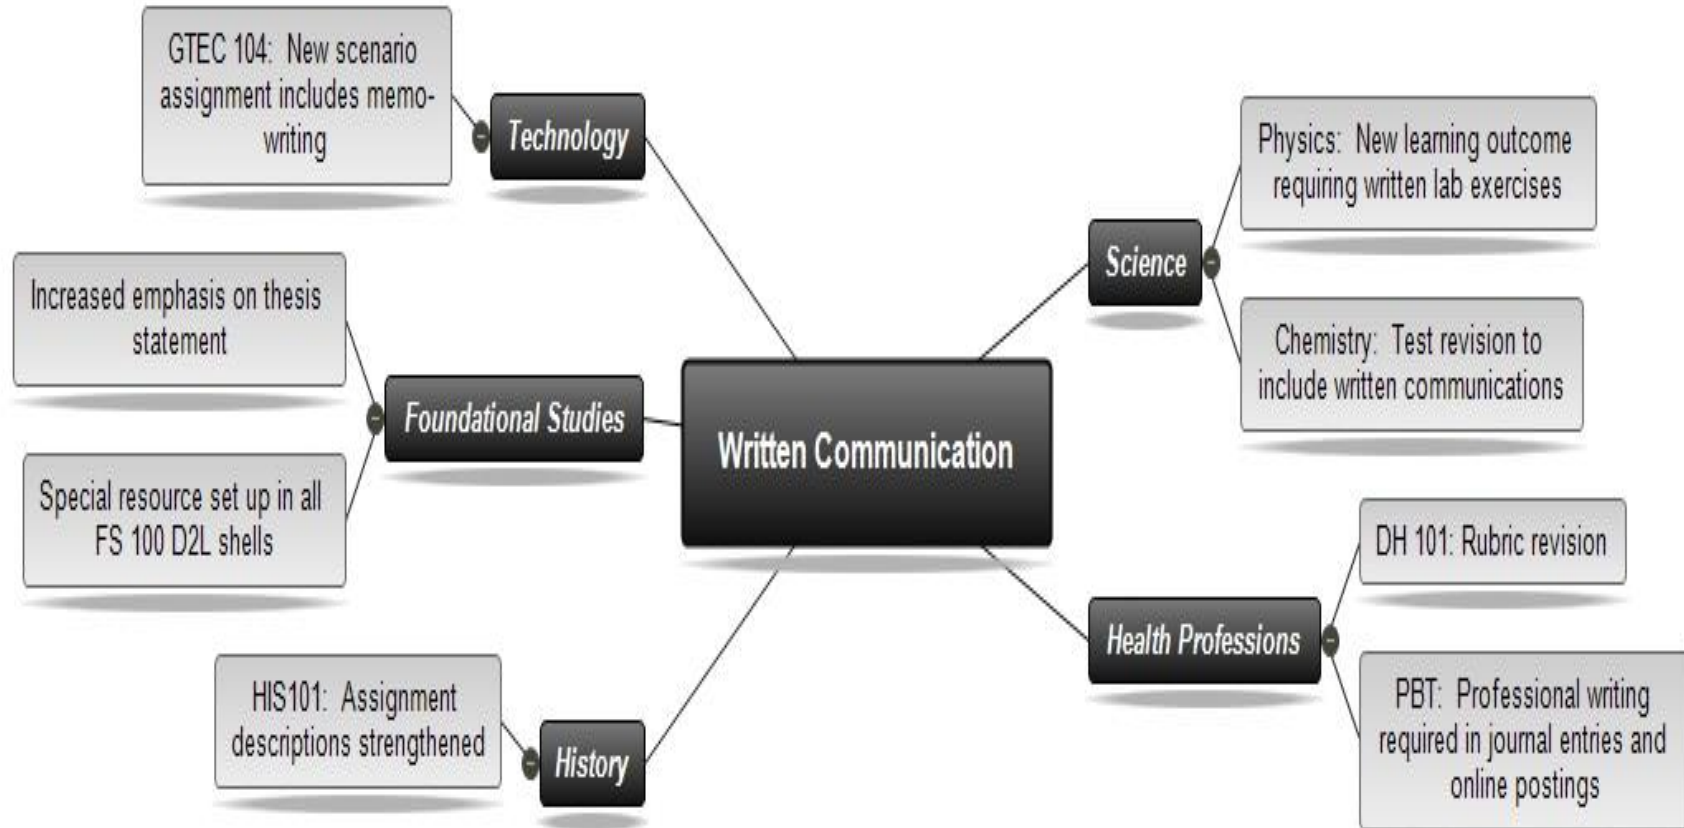 GTEC 104:  New scenario
assignment includes memo-
writing
Technology
Increased emphasis on thesis
statement
Special resource set up in all
FS 100 D2L shells
Foundational Studies
HIS101:  Assignment
descriptions strengthened
History
Written Communication
Science
Physics:  New learning outcome
requiring written lab exercises
Chemistry:  Test revision to
include written communications
Health Professions
DH 101: Rubric revision
PBT:  Professional writing
required in journal entries and
online postings